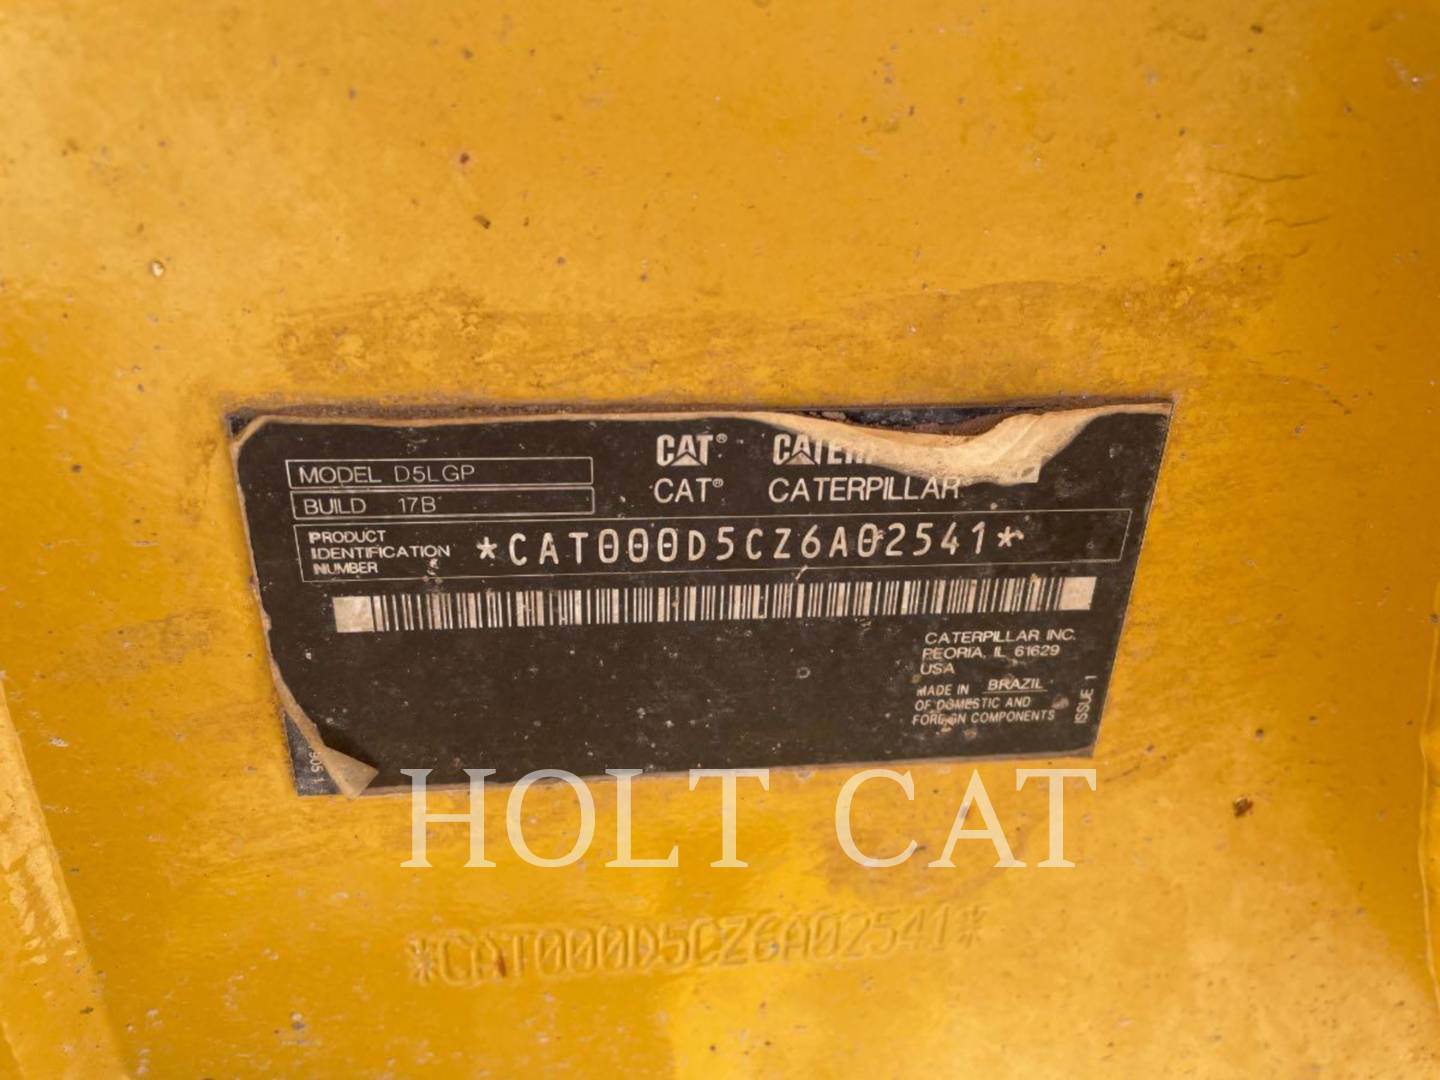 CAT® CATER
MODEL D5LGP
CAT® CATERPILLAR
BUILD 17B
PRODUCT
IDENTIFICATION
NUMBER
*CAT000D5CZ6A02541*
CATERPILLAR INC.
PEORIA, IL 61629
USA
MADE IN BRAZIL
OF DOMESTIC AND
FOREIGN COMPONENTS
ISSUE 1
HOLT CAT
*CAT000D5CZ6A02541*